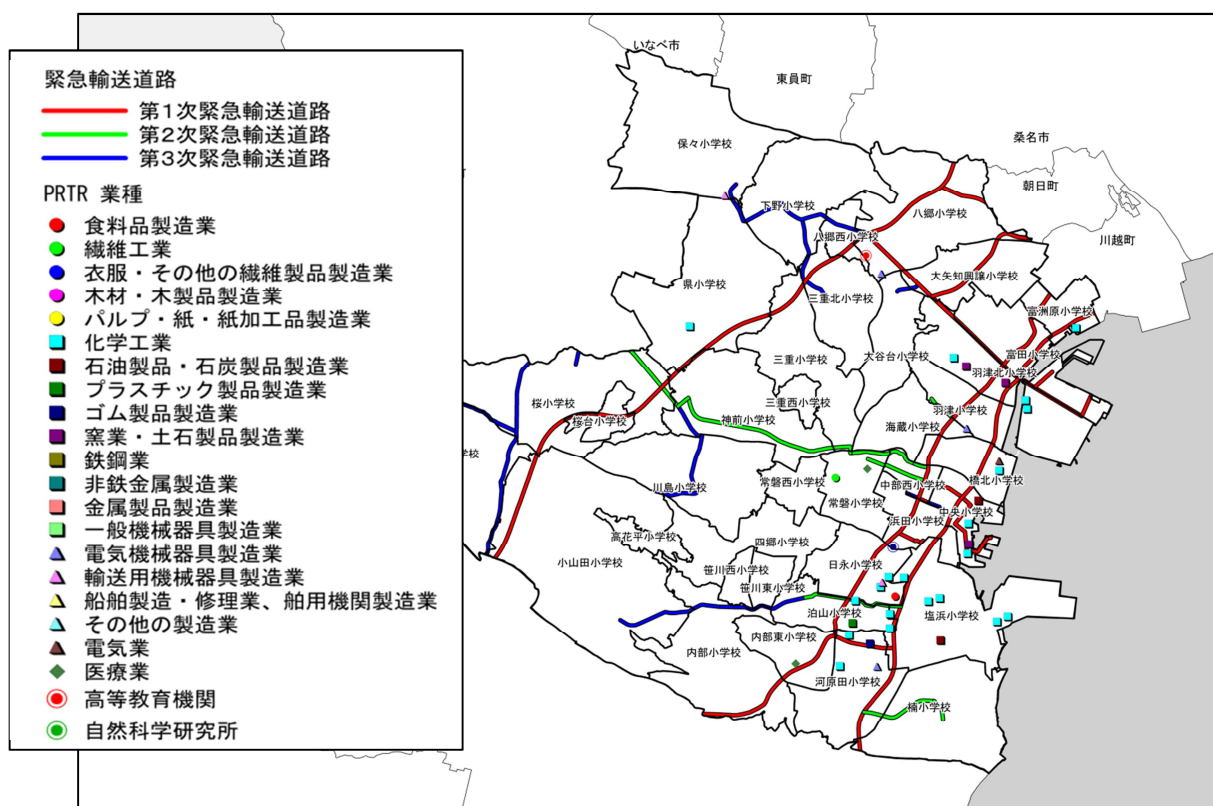 緊急輸送道路
第1次緊急輸送道路
第2次緊急輸送道路
第3次緊急輸送道路
PRTR 業種
食料品製造業
繊維工業
衣服・その他の繊維製品製造業
木材・木製品製造業
パルプ・紙・紙加工品製造業
化学工業
石油製品・石炭製品製造業
プラスチック製品製造業
ゴム製品製造業
窯業・土石製品製造業
鉄鋼業
非鉄金属製造業
金属製品製造業
一般機械器具製造業
電気機械器具製造業
輸送用機械器具製造業
船舶製造・修理業、舶用機関製造業
その他の製造業
電気業
医療業
高等教育機関
自然科学研究所
いなべ市
東員町
桑名市
朝日町
川越町
保々小学校
下野小学校
八郷小学校
八郷西小学校
大矢知興譲小学校
県小学校
三重北小学校
富洲原小学校
富田小学校
三重小学校
大谷台小学校
羽津北小学校
桜小学校
桜台小学校
三重西小学校
神前小学校
羽津小学校
海蔵小学校
学校
川島小学校
常磐西小学校
常磐小学校
中部西小学校
橋北小学校
中央小学校
浜田小学校
高花平小学校
四郷小学校
小山田小学校
笹川西小学校
笹川東小学校
日永小学校
泊山小学校
塩浜小学校
内部東小学校
内部小学校
河原田小学校
楠小学校